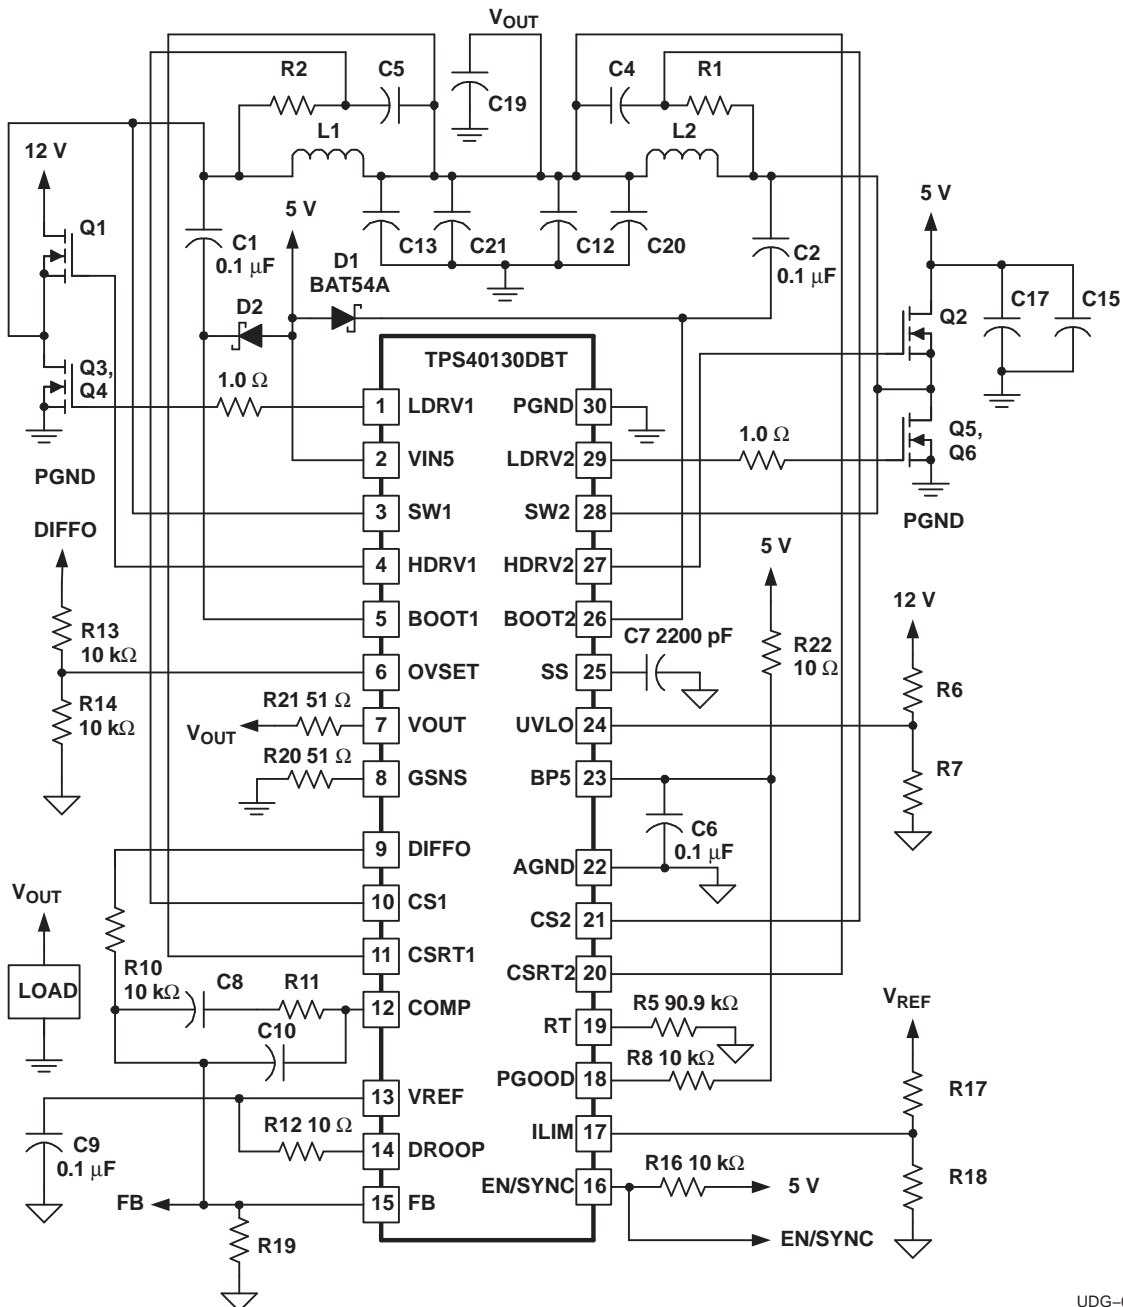 VOUT
R2
C5
C4
R1
C19
L1
L2
12 V
5 V
5 V
Q1
C1
0.1 μF
C13
C21
C12
C20
C2
0.1 μF
D1
BAT54A
D2
C17
C15
Q2
Q3,
Q4
1.0 Ω
TPS40130DBT
1 LDRV1
PGND 30
1.0 Ω
Q5,
Q6
2 VIN5
LDRV2 29
PGND
3 SW1
SW2 28
PGND
DIFFO
5 V
4 HDRV1
HDRV2 27
12 V
5 BOOT1
BOOT2 26
R13
10 kΩ
C7 2200 pF
R22
10 Ω
6 OVSET
SS 25
R6
R14
10 kΩ
R21 51 Ω
VOUT
7 VOUT
UVLO 24
R20 51 Ω
8 GSNS
BP5 23
R7
C6
0.1 μF
9 DIFFO
AGND 22
VOUT
10 CS1
CS2 21
11 CSRT1
CSRT2 20
LOAD
R10
10 kΩ
C8
R11
R5 90.9 kΩ
VREF
12 COMP
RT 19
C10
R8 10 kΩ
PGOOD 18
R17
13 VREF
R12 10 Ω
ILIM 17
C9
0.1 μF
14 DROOP
R16 10 kΩ
R18
EN/SYNC 16
5 V
FB
15 FB
R19
EN/SYNC